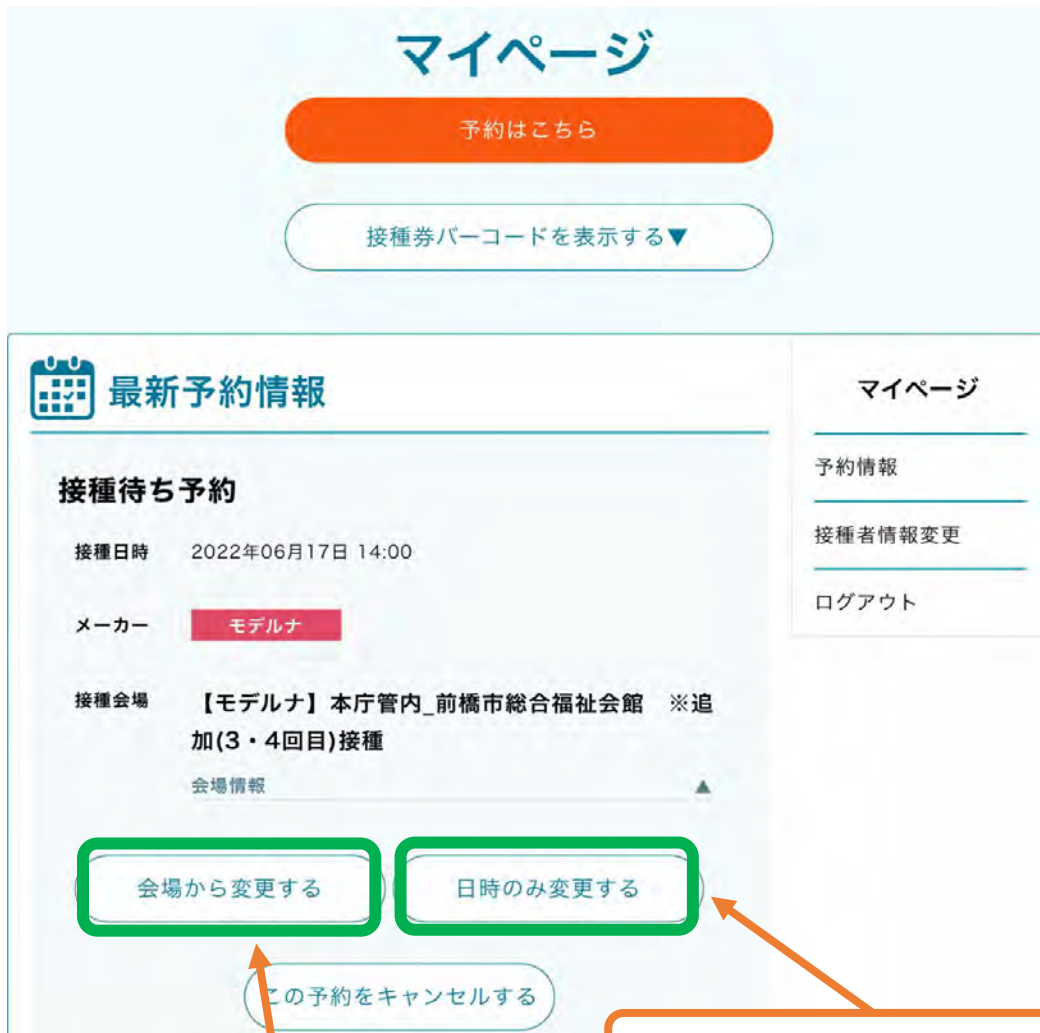 マイページ
予約はこちら
接種券バーコードを表示する▼
最新予約情報
接種待ち予約
接種日時 2022年06月17日 14:00
メーカー モデルナ
接種会場 【モデルナ】本庁管内_前橋市総合福祉会館 ※追
加(3・4回目)接種
会場情報 ▲
会場から変更する 日時のみ変更する
この予約をキャンセルする
マイページ
予約情報
接種者情報変更
ログアウト